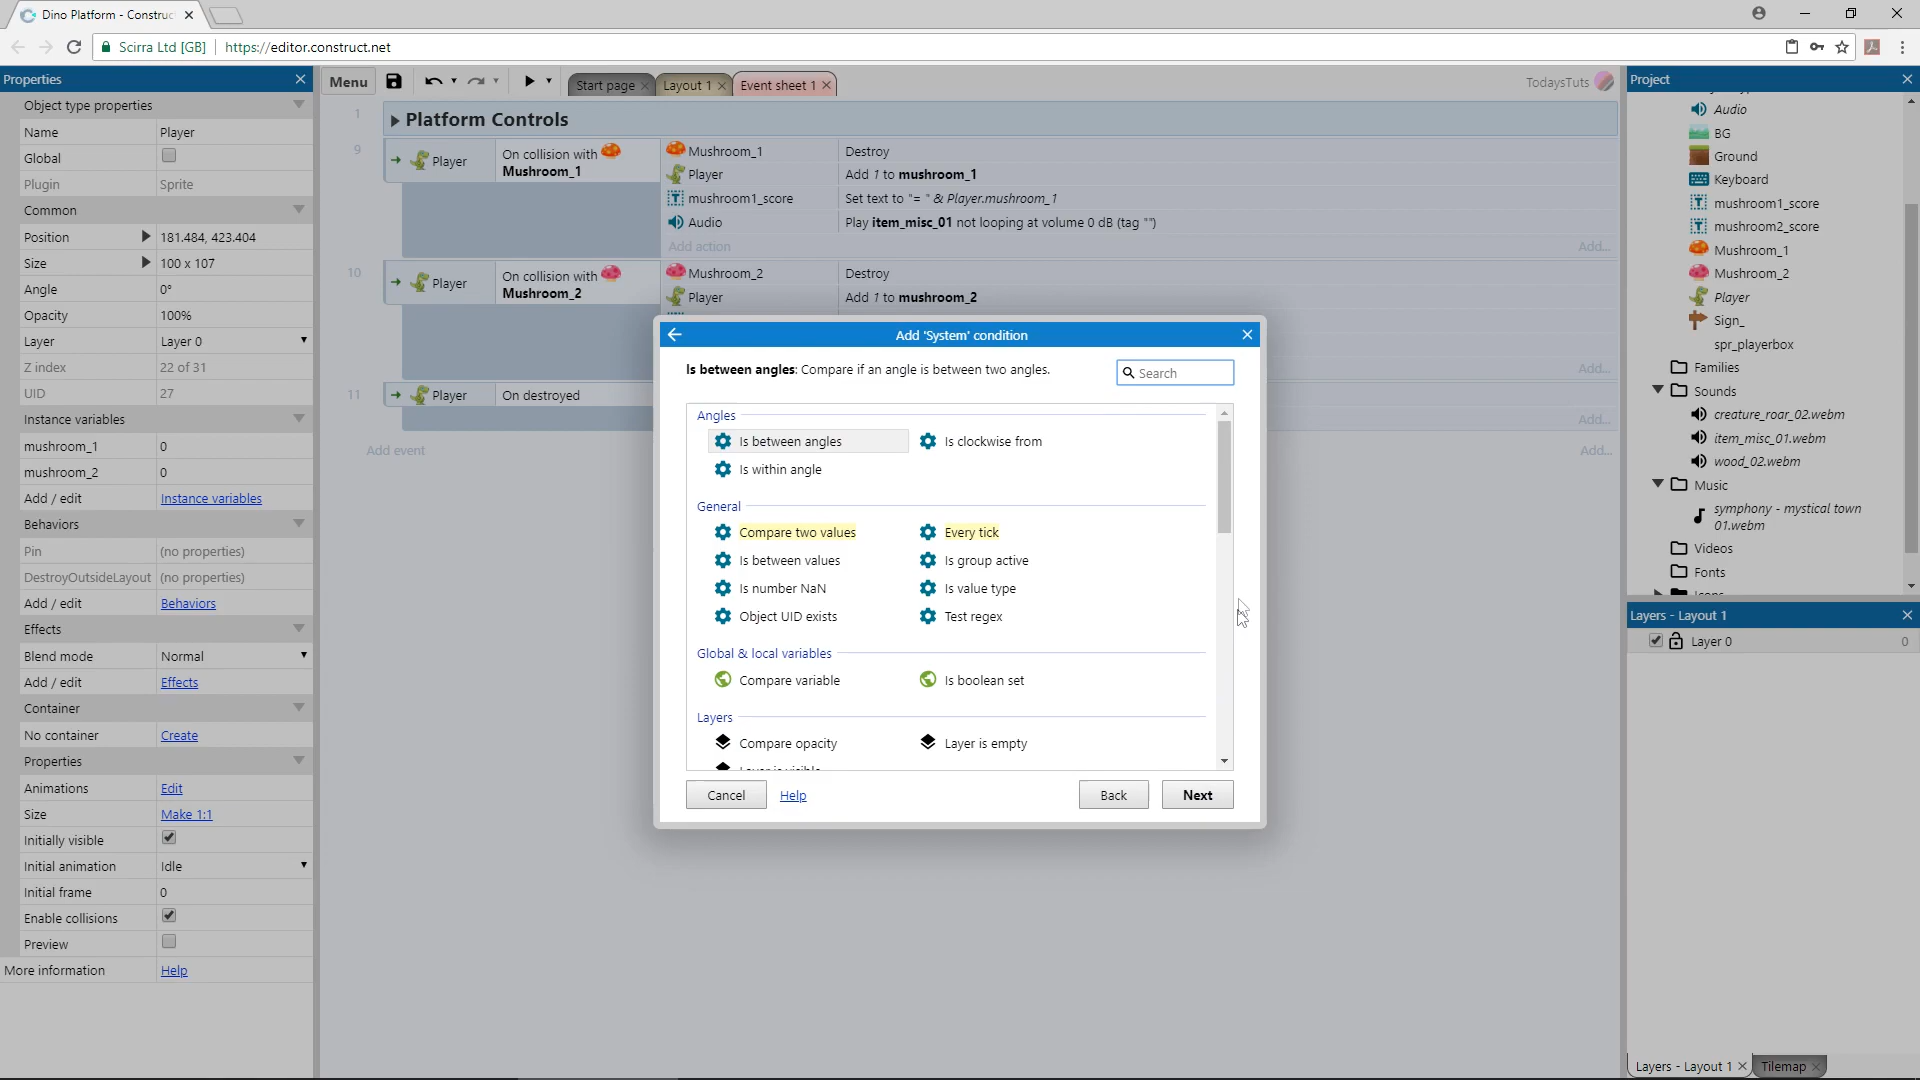 Dino Platform - Construc
Scirra Ltd [GB] https://editor.construct.net
Properties
Object type properties
Name Player
Global
Plugin Sprite
Common
Position 181.484, 423.404
Size 100 x 107
Angle 0°
Opacity 100%
Layer Layer 0
Z index 22 of 31
UID 27
Instance variables
mushroom_1 0
mushroom_2 0
Add / edit Instance variables
Behaviors
Pin (no properties)
DestroyOutsideLayout (no properties)
Add / edit Behaviors
Effects
Blend mode Normal
Add / edit Effects
Container
No container Create
Properties
Animations Edit
Size Make 1:1
Initially visible
Initial animation Idle
Initial frame 0
Enable collisions
Preview
More information Help
Menu Start page Layout 1 Event sheet 1 TodaysTuts
1 Platform Controls
9 Player On collision with Mushroom_1 Destroy
Mushroom_1 Player Add 1 to mushroom_1
mushroom1_score Set text to "= " & Player.mushroom_1
Audio Play item_misc_01 not looping at volume 0 dB (tag "")
Add action Add...
10 Player On collision with Mushroom_2 Destroy
Mushroom_2 Player Add 1 to mushroom_2
Add...
11 Player On destroyed
Add...
Add event Add...
Add 'System' condition
Is between angles: Compare if an angle is between two angles. Search
Angles
Is between angles Is clockwise from
Is within angle
General
Compare two values Every tick
Is between values Is group active
Is number NaN Is value type
Object UID exists Test regex
Global & local variables
Compare variable Is boolean set
Layers
Compare opacity Layer is empty
Cancel Help Back Next
Project
Audio
BG
Ground
Keyboard
mushroom1_score
mushroom2_score
Mushroom_1
Mushroom_2
Player
Sign_
spr_playerbox
Families
Sounds
creature_roar_02.webm
item_misc_01.webm
wood_02.webm
Music
symphony - mystical town
01.webm
Videos
Fonts
Layers - Layout 1
Layer 0 0
Layers - Layout 1 Tilemap